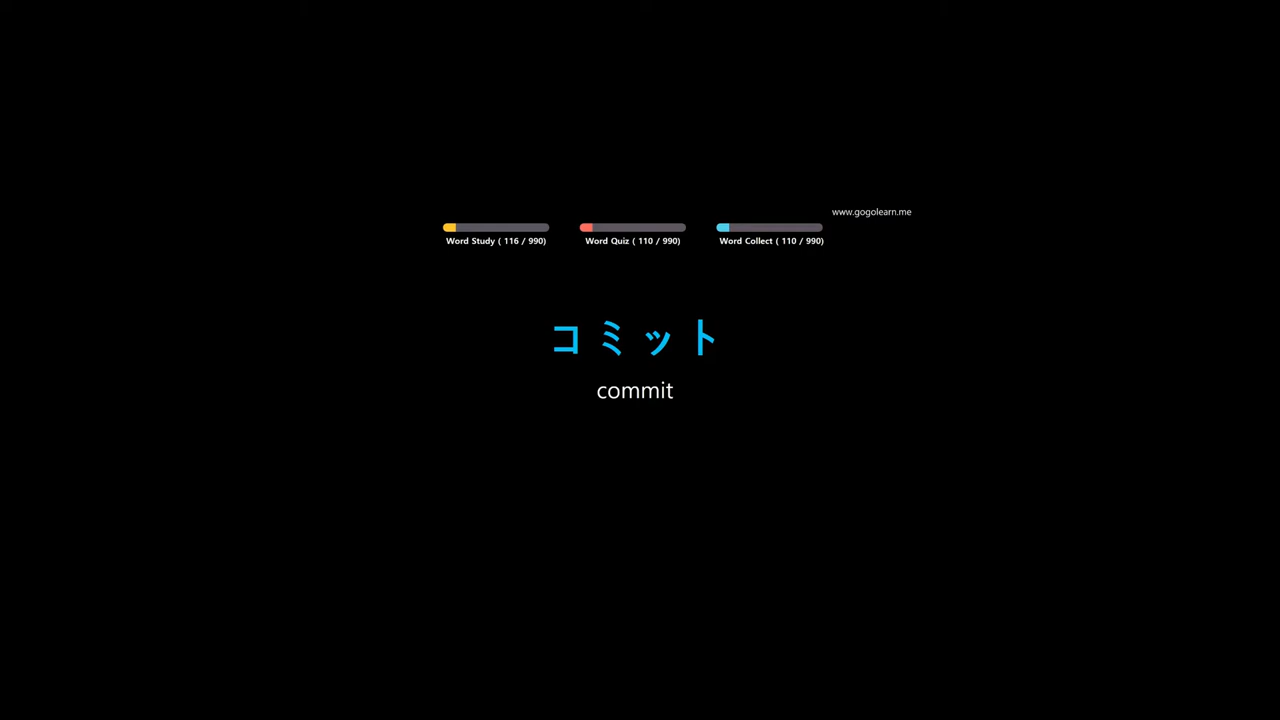 www.gogolearn.me
Word Study ( 116 / 990)
Word Quiz ( 110 / 990)
Word Collect ( 110 / 990)
コミット
commit